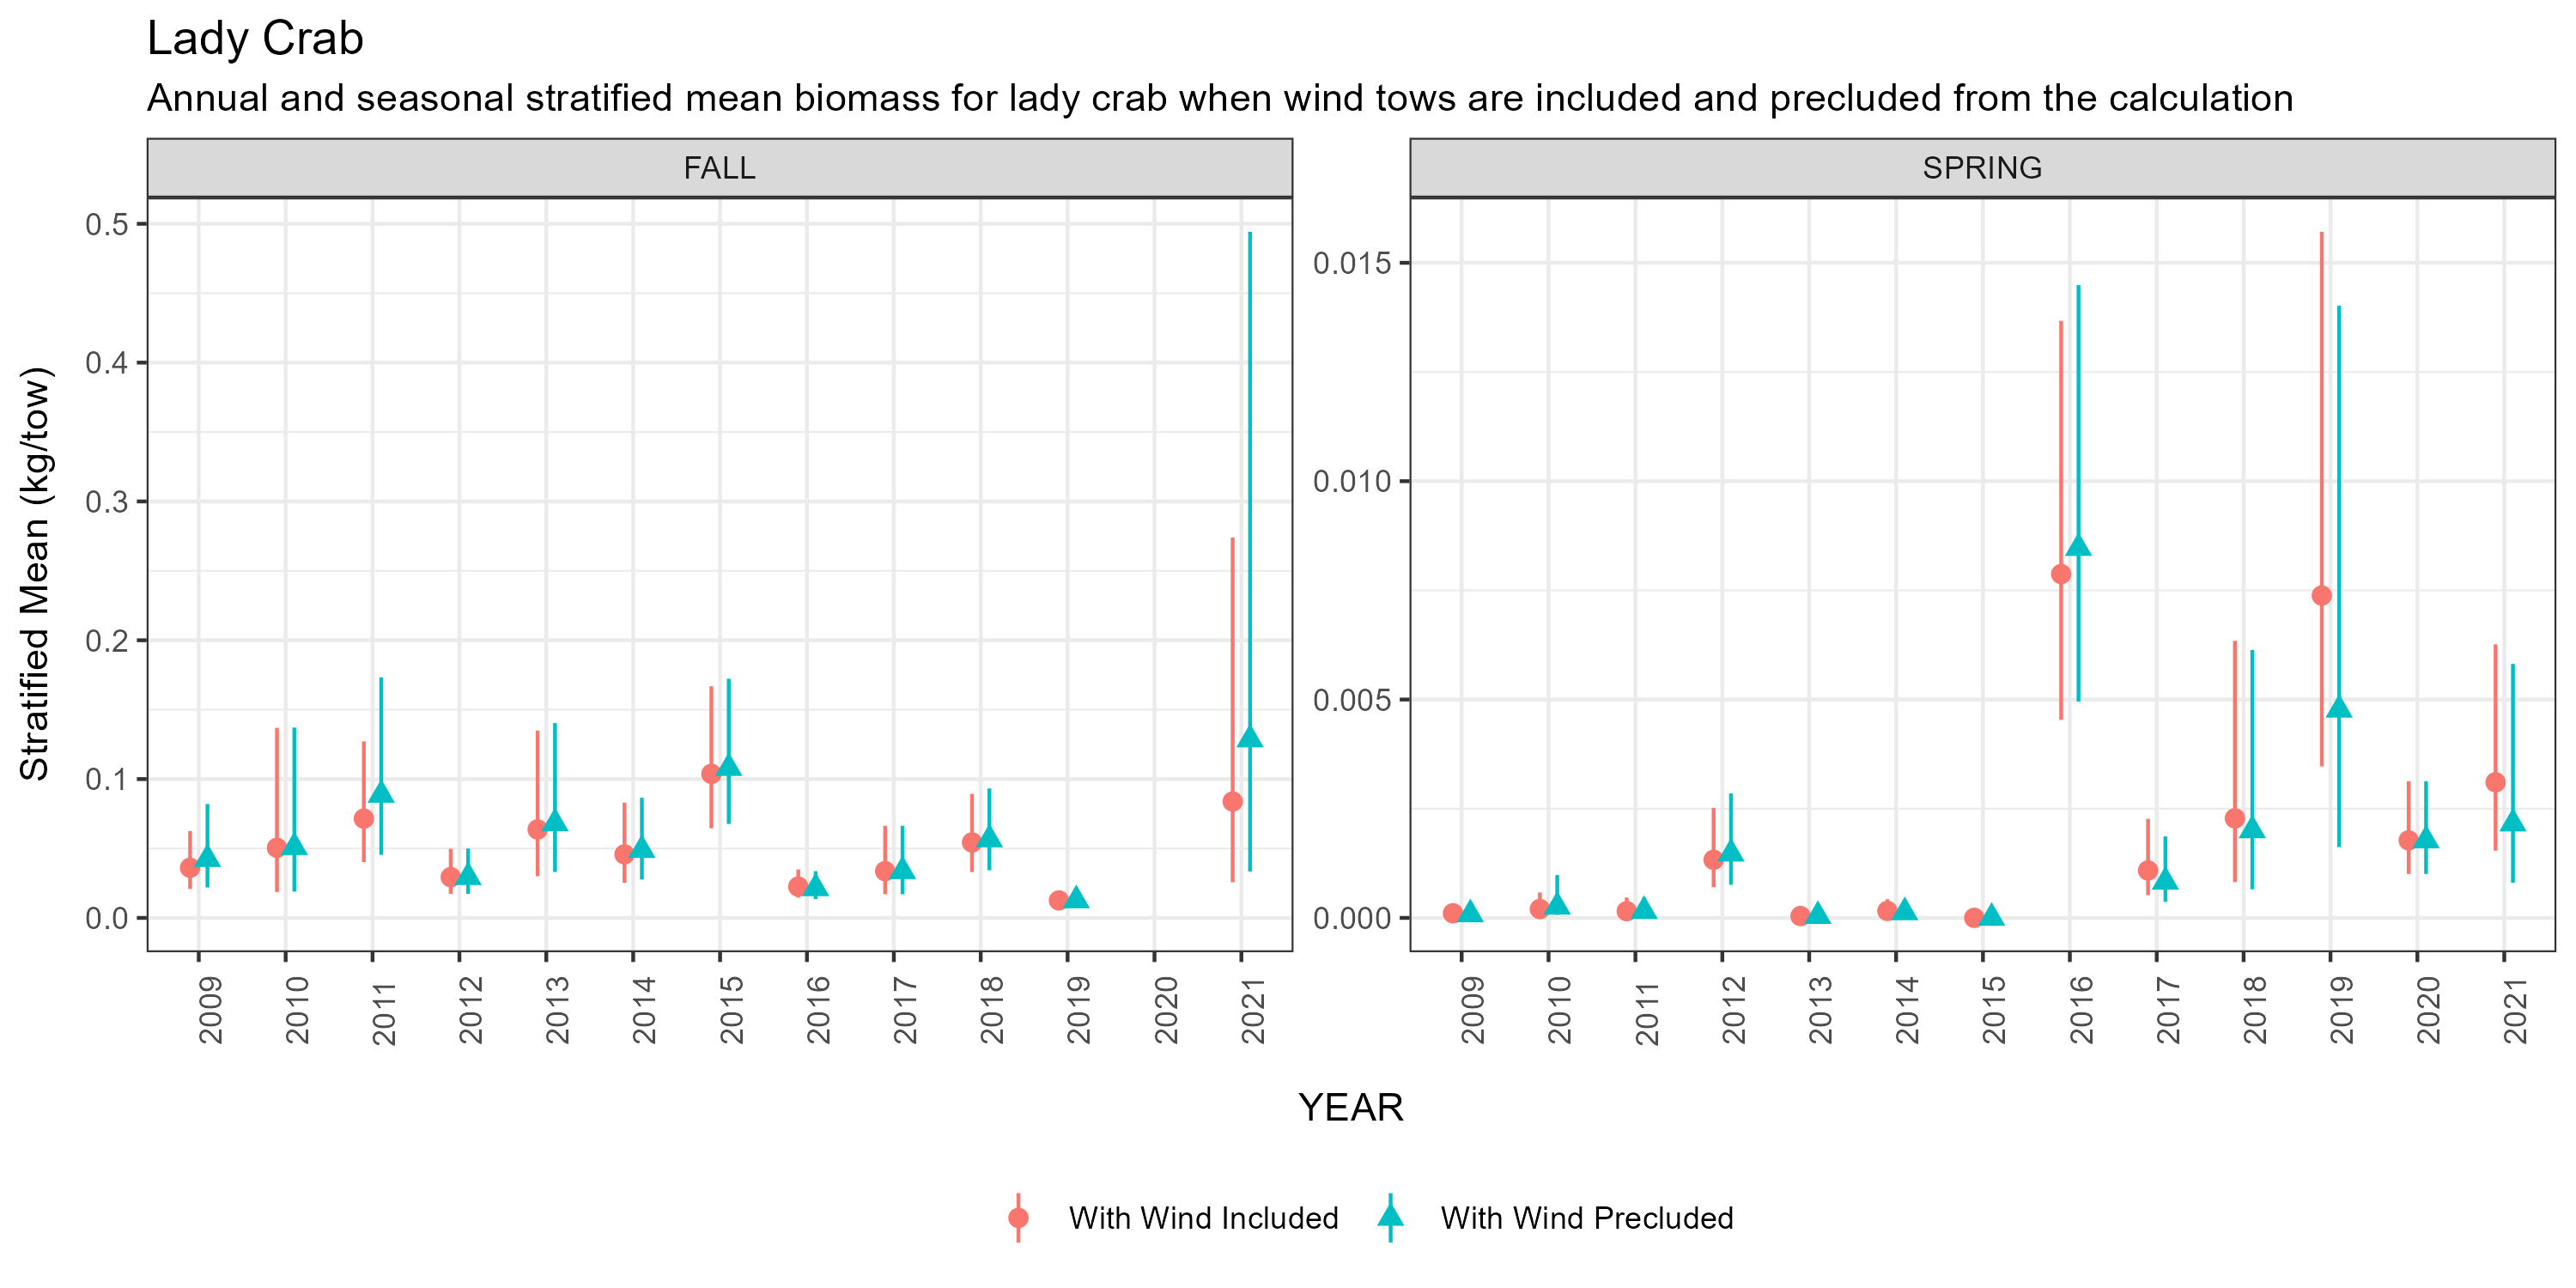 Lady Crab
Annual and seasonal stratified mean biomass for lady crab when wind tows are included and precluded from the calculation
FALL
SPRING
Stratified Mean (kg/tow)
0.5
0.4
0.3
0.2
0.1
0.0
0.015
0.010
0.005
0.000
2009 2010 2011 2012 2013 2014 2015 2016 2017 2018 2019 2020 2021
2009 2010 2011 2012 2013 2014 2015 2016 2017 2018 2019 2020 2021
YEAR
With Wind Included
With Wind Precluded